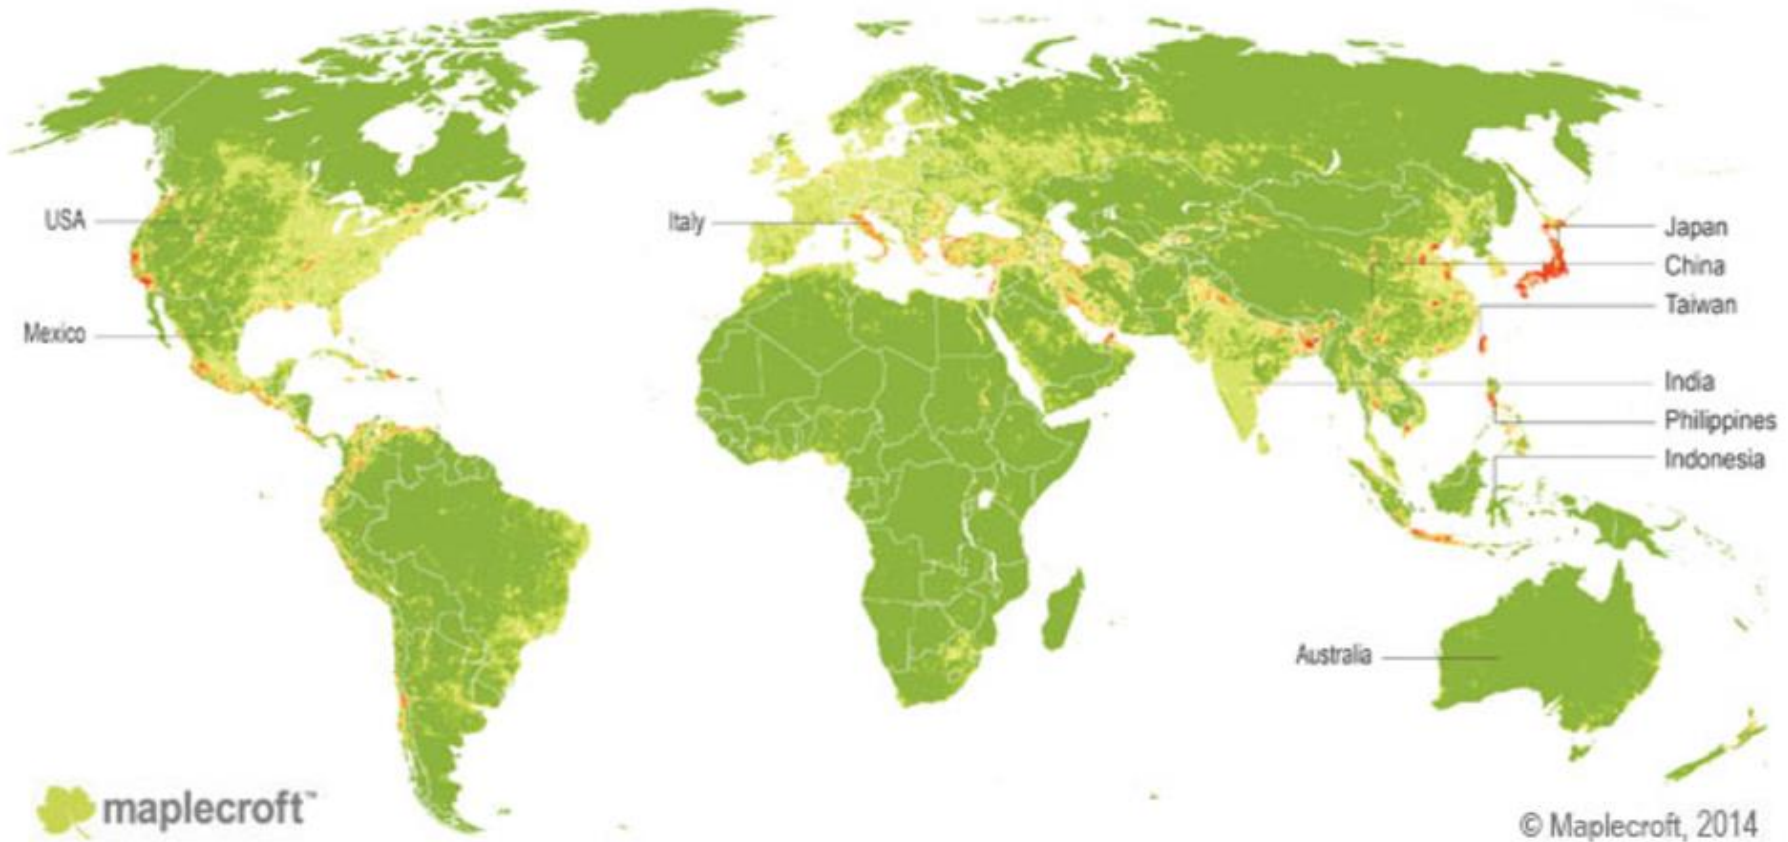 USA
Italy
Japan
China
Taiwan
Mexico
India
Philippines
Indonesia
Australia
maplecroft™
© Maplecroft, 2014